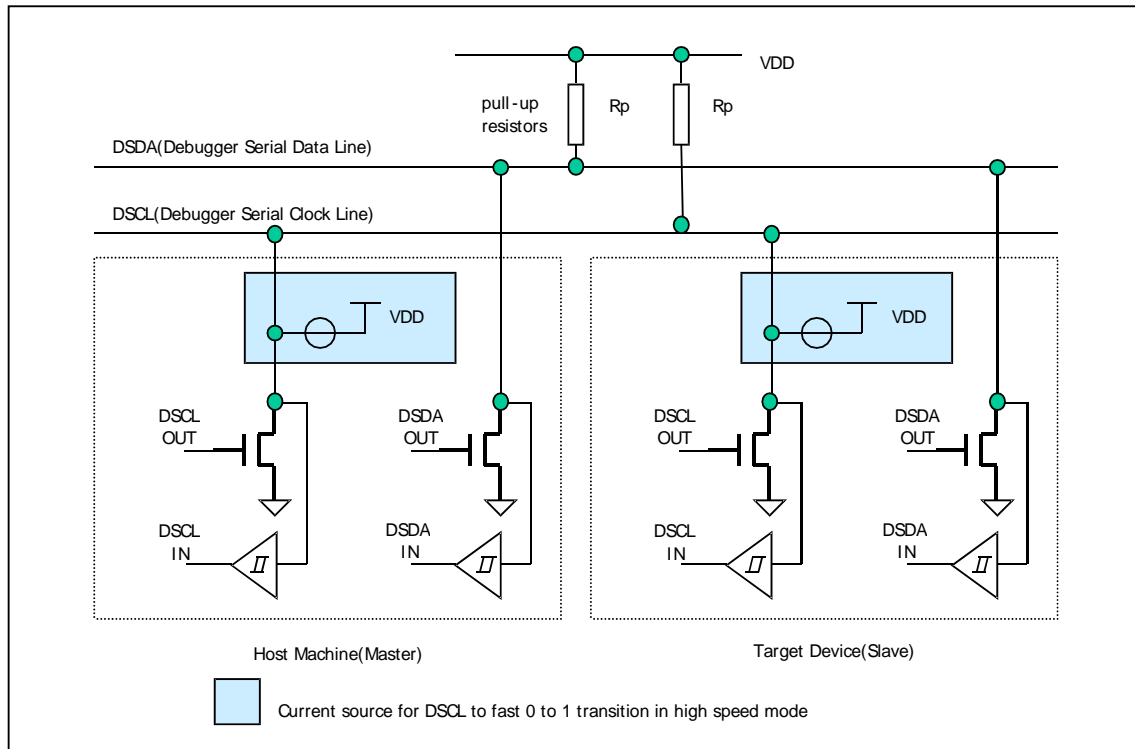 VDD
pull-up
resistors
Rp
Rp
DSDA(Debugger Serial Data Line)
DSCL(Debugger Serial Clock Line)
VDD
VDD
DSCL
OUT
DSDA
OUT
DSCL
OUT
DSDA
OUT
DSCL
IN
DSDA
IN
DSCL
IN
DSDA
IN
Host Machine(Master)
Target Device(Slave)
Current source for DSCL to fast 0 to 1 transition in high speed mode